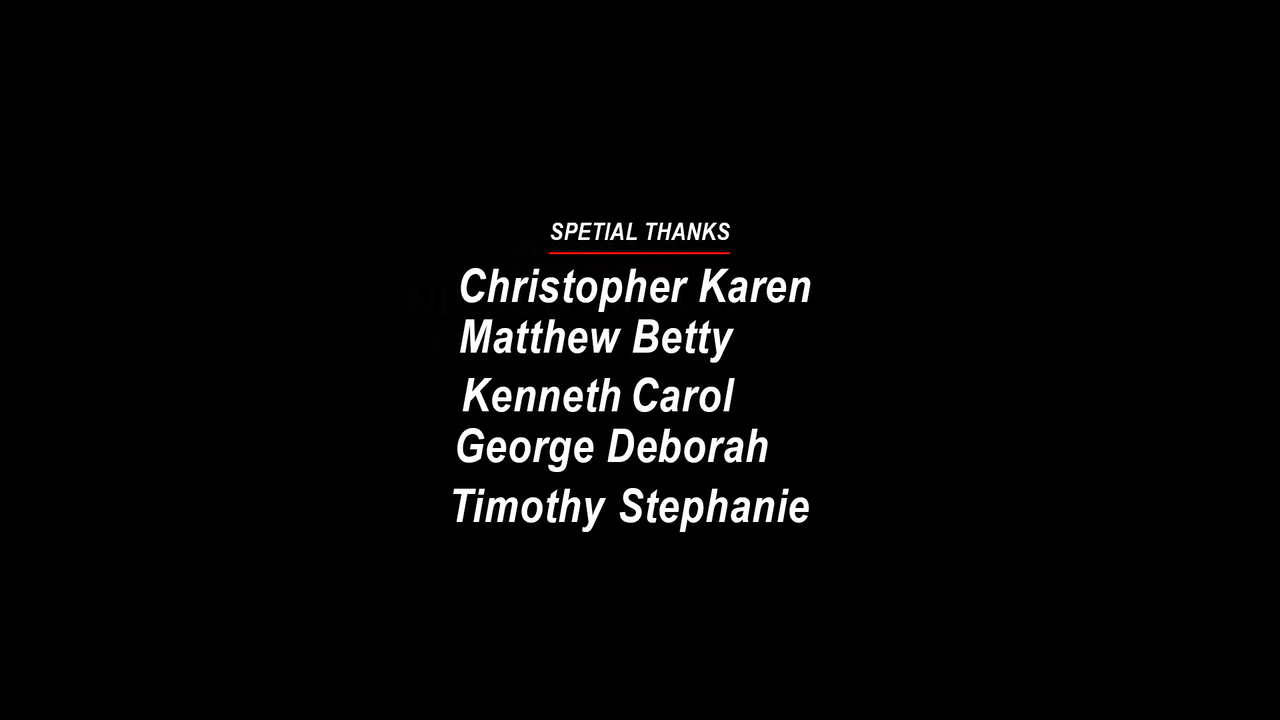 SPETIAL THANKS
Christopher Karen
Matthew Betty
Kenneth Carol
George Deborah
Timothy Stephanie